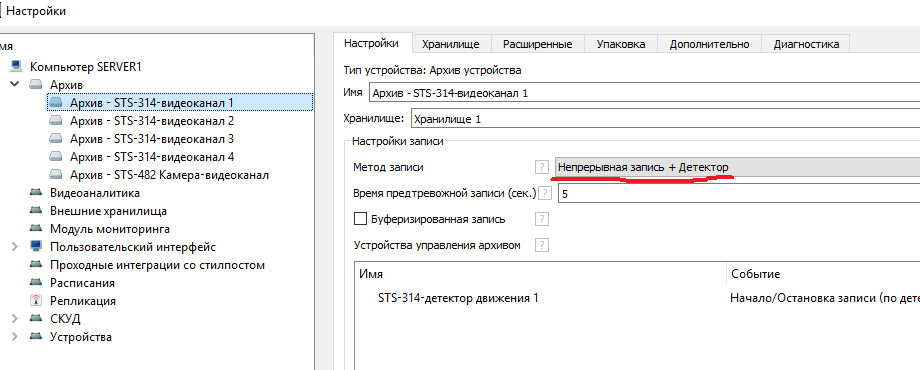 Настройки
мя
Компьютер SERVER1
Архив
Архив - STS-314-видеоканал 1
Архив - STS-314-видеоканал 2
Архив - STS-314-видеоканал 3
Архив - STS-314-видеоканал 4
Архив - STS-482 Камера-видеоканал
Видеоаналитика
Внешние хранилища
Модуль мониторинга
Пользовательский интерфейс
Проходные интеграции со стилпостом
Расписания
Репликация
СКУД
Устройства
Настройки Хранилище Расширенные Упаковка Дополнительно Диагностика
Тип устройства: Архив устройства
Имя Архив - STS-314-видеоканал 1
Хранилище: Хранилище 1
Настройки записи
Метод записи ? Непрерывная запись + Детектор
Время предтревожной записи (сек.) ? 5
Буферизированная запись ?
Устройства управления архивом ?
Имя Событие
STS-314-детектор движения 1 Начало/Остановка записи (по дете